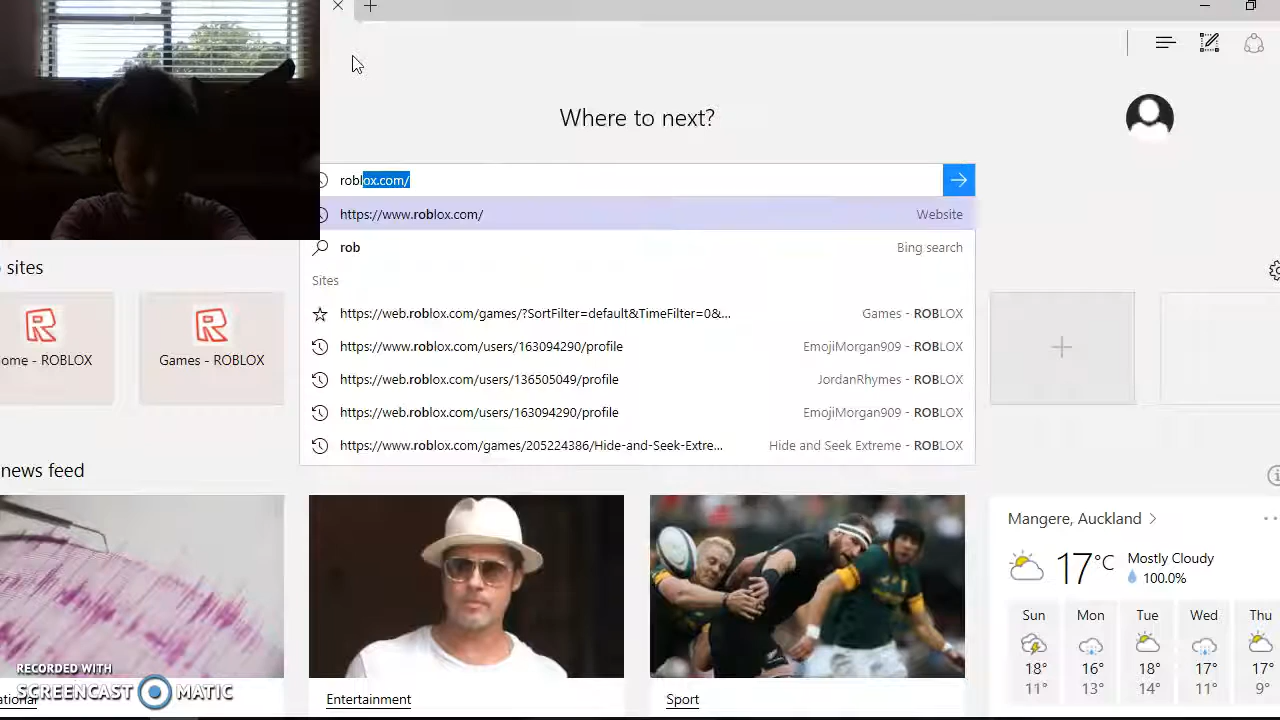 Where to next?
roblox.com/
https://www.roblox.com/ Website
rob Bing search
Sites
https://web.roblox.com/games/?SortFilter=default&TimeFilter=0&... Games - ROBLOX
https://www.roblox.com/users/163094290/profile EmojiMorgan909 - ROBLOX
https://web.roblox.com/users/136505049/profile JordanRhymes - ROBLOX
https://web.roblox.com/users/163094290/profile EmojiMorgan909 - ROBLOX
https://www.roblox.com/games/205224386/Hide-and-Seek-Extre... Hide and Seek Extreme - ROBLOX
sites
ome - ROBLOX
Games - ROBLOX
news feed
Mangere, Auckland
17°C
Mostly Cloudy
100.0%
Sun Mon Tue Wed Thu
18° 16° 18° 17° 17°
11° 13° 14° 11° 9°
RECORDED WITH
SCREENCAST MATIC
ational
Entertainment
Sport